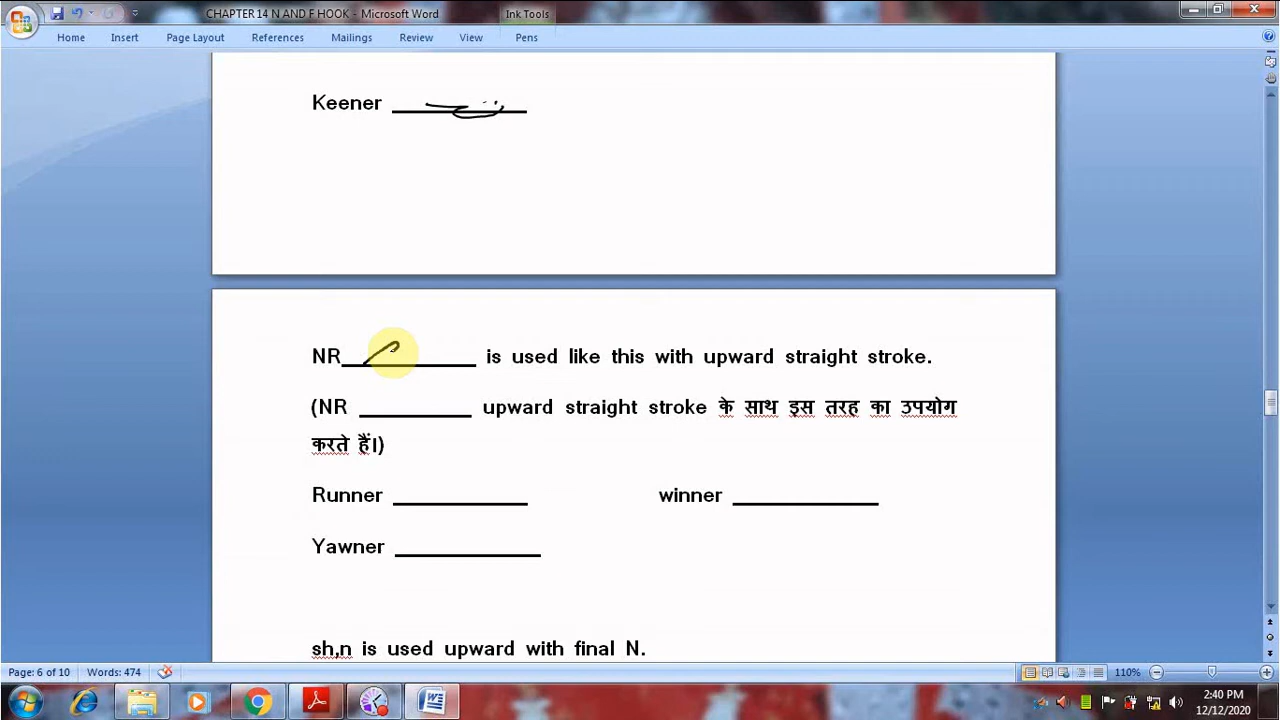 CHAPTER 14 N AND F HOOK - Microsoft Word Ink Tools
Home Insert Page Layout References Mailings Review View Pens
Keener
NR is used like this with upward straight stroke.
(NR upward straight stroke के साथ इस तरह का उपयोग
करते हैं।)
Runner winner
Yawner
sh,n is used upward with final N.
Page: 6 of 10 Words: 474 110%
2:40 PM
12/12/2020